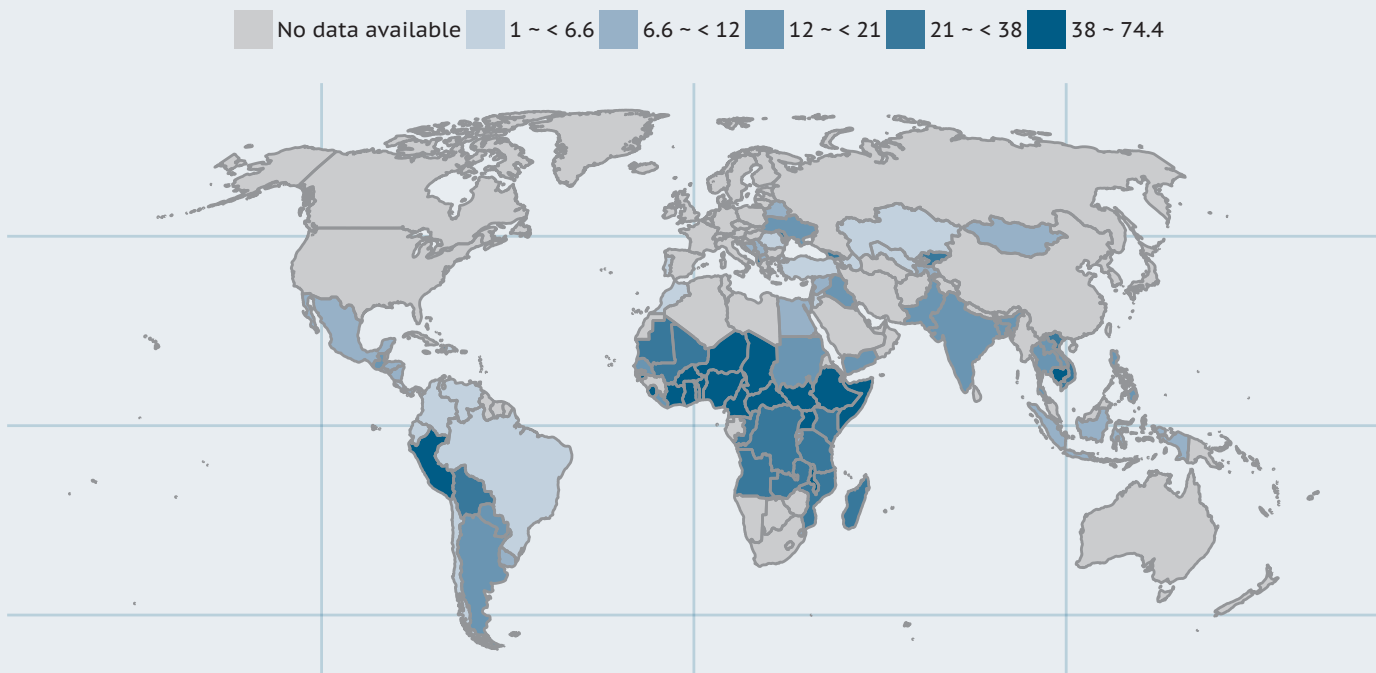 No data available 1 ~ < 6.6 6.6 ~ < 12 12 ~ < 21 21 ~ < 38 38 ~ 74.4